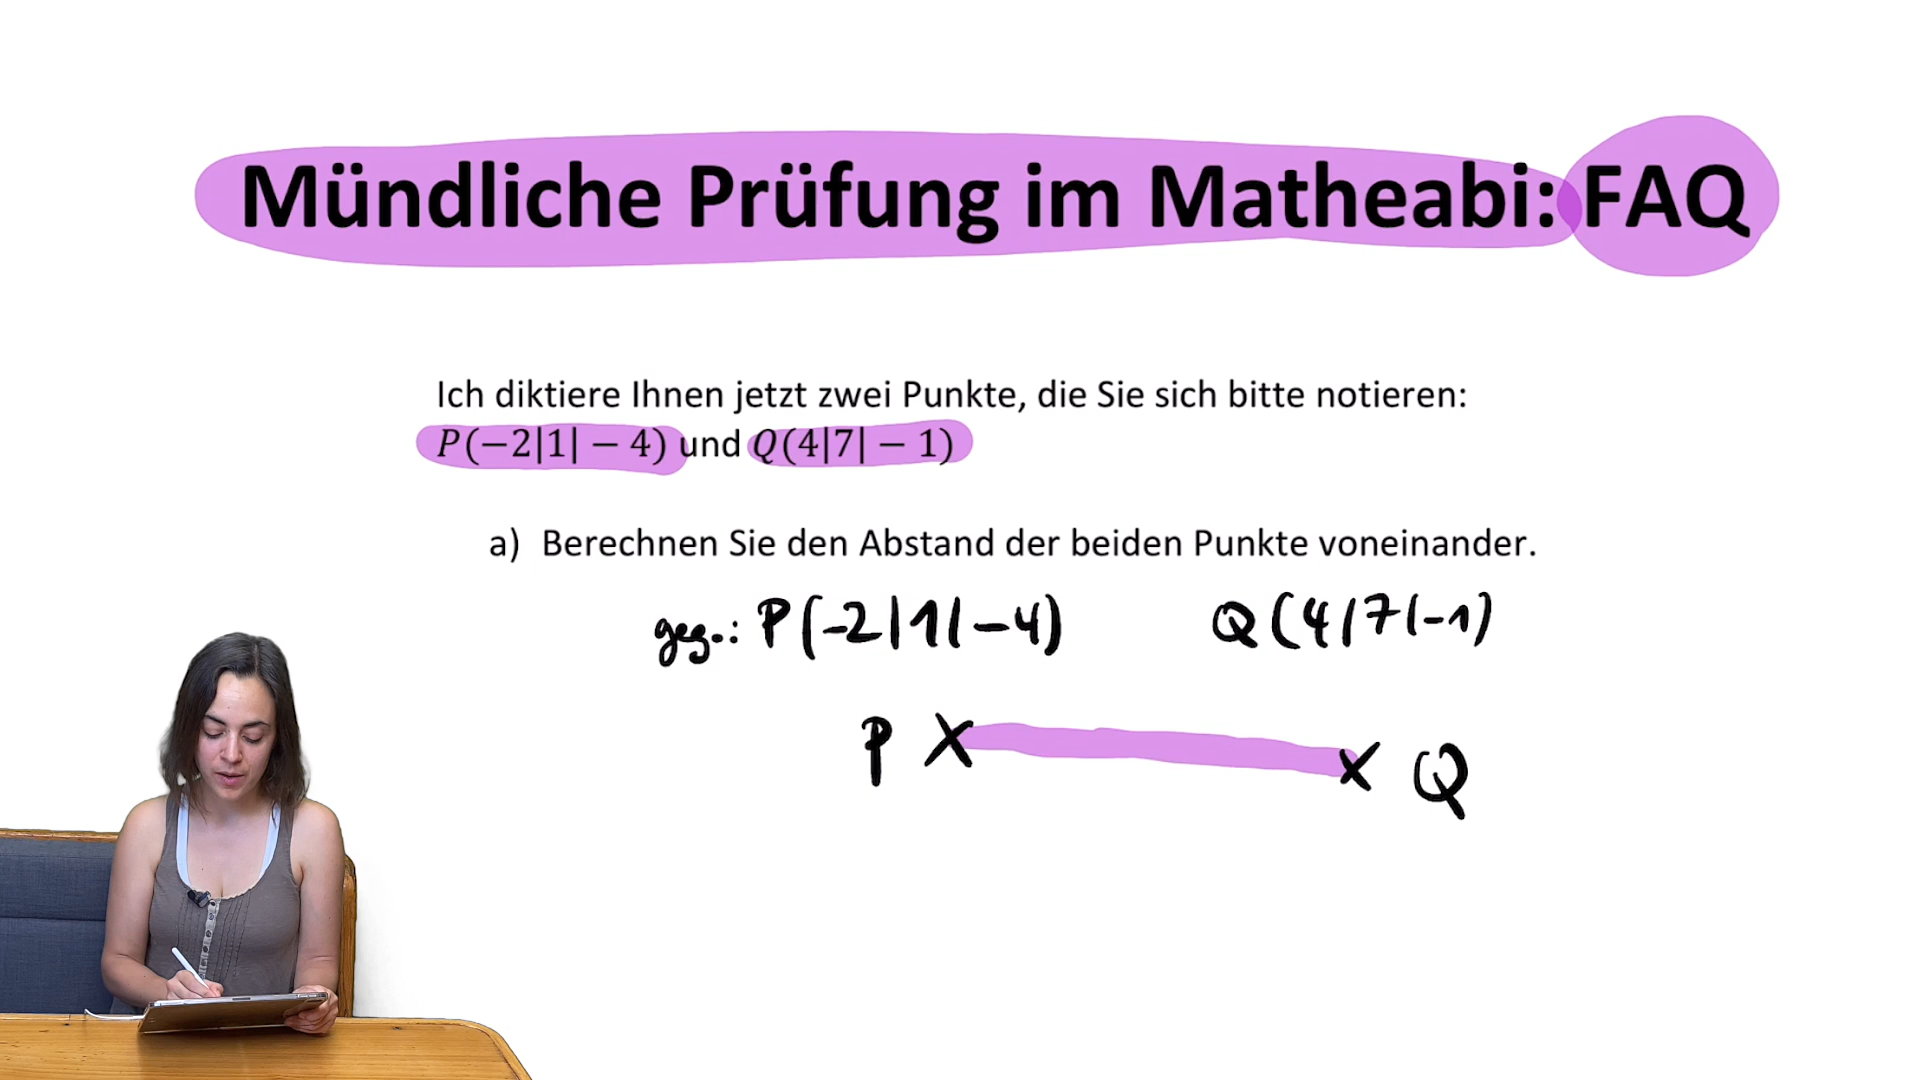 Mündliche Prüfung im Matheabi: FAQ
Ich diktiere Ihnen jetzt zwei Punkte, die Sie sich bitte notieren:
P(−2|1| − 4) und Q(4|7| − 1)
a) Berechnen Sie den Abstand der beiden Punkte voneinander.
geg.: P(-2|1|-4) Q(4|7|-1)
P X X Q